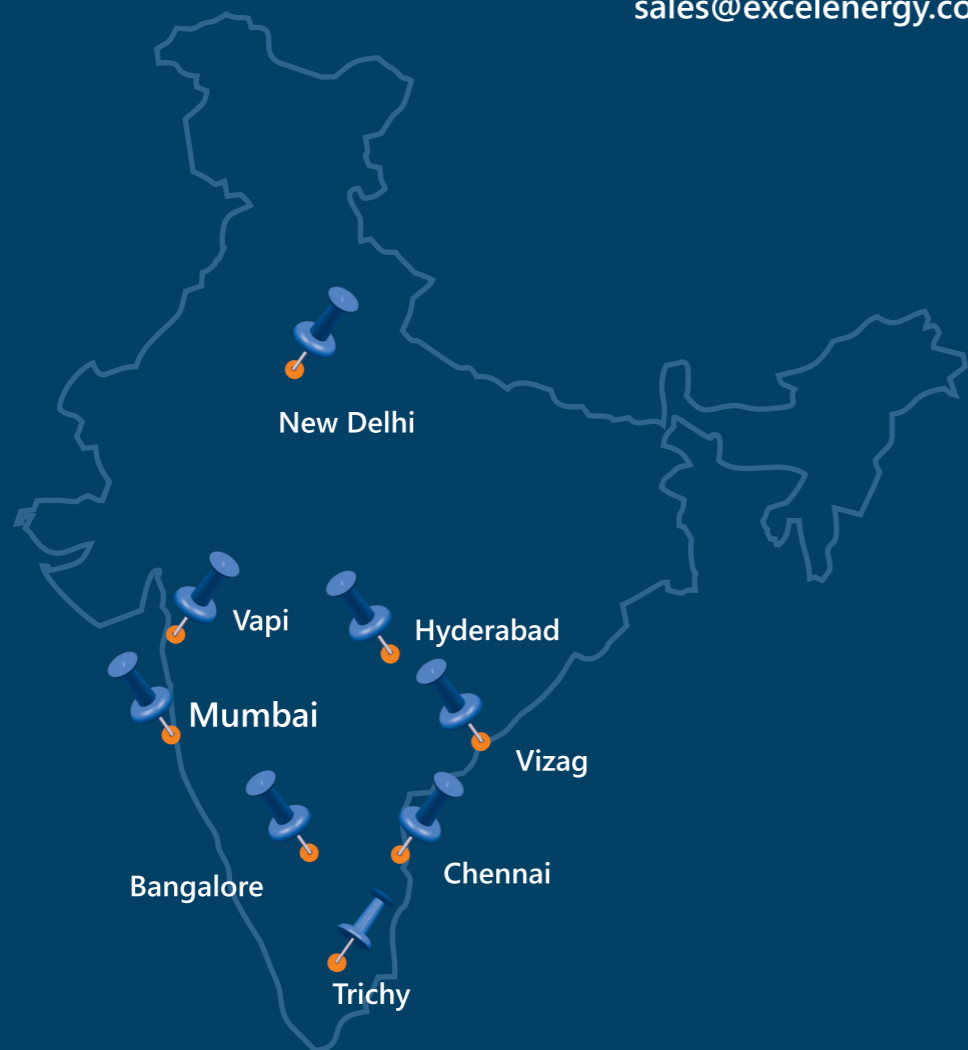 sales@excelenergy.co
New Delhi
Vapi
Hyderabad
Mumbai
Vizag
Chennai
Bangalore
Trichy